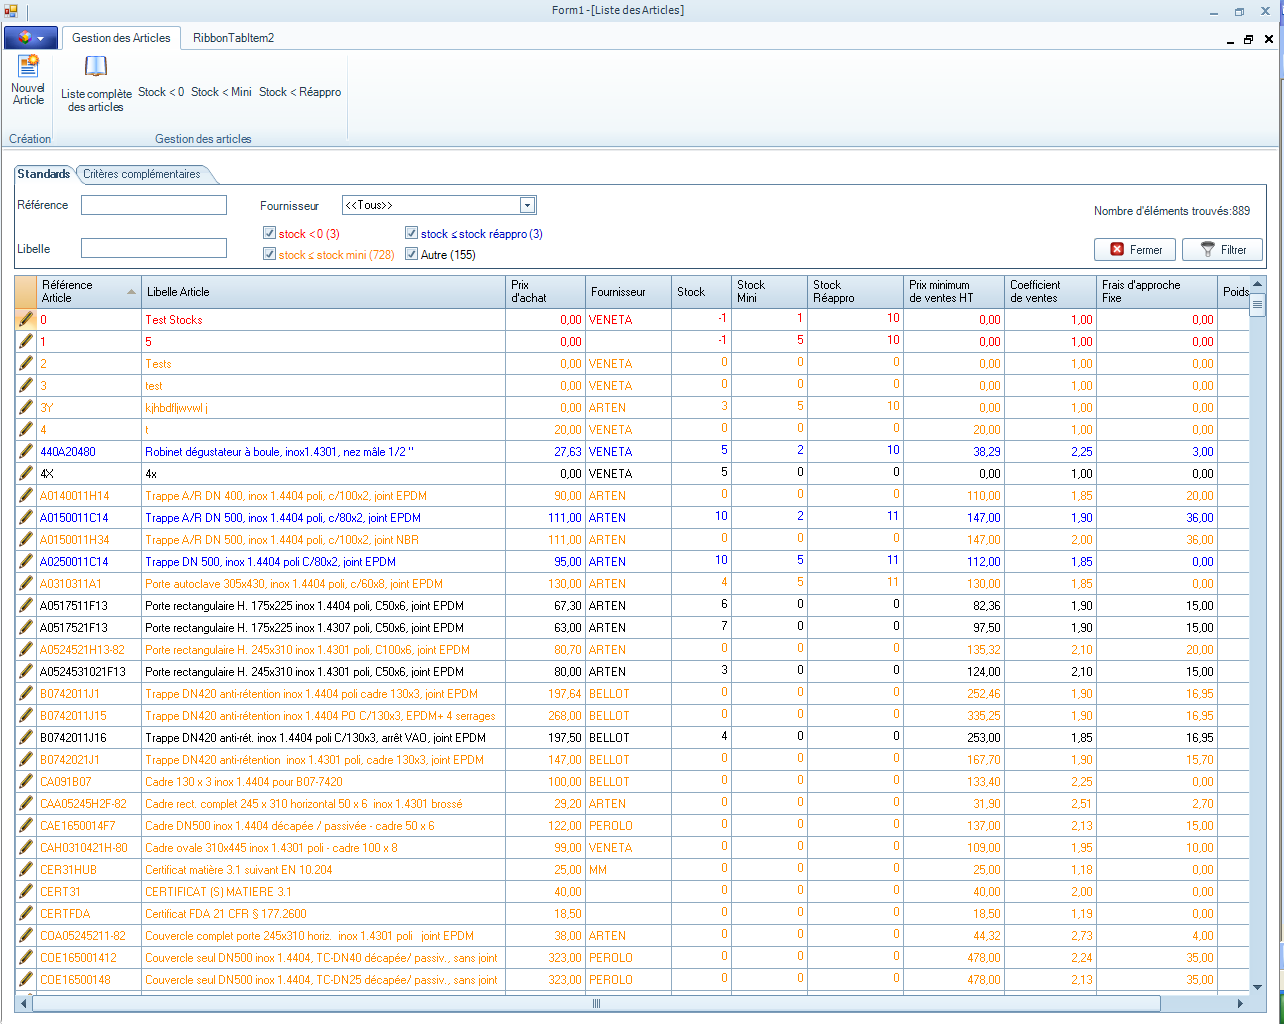 Form1 - [Liste des Articles]
Gestion des Articles RibbonTabItem2
Nouvel Article
Liste complète des articles
Stock < 0 Stock < Mini Stock < Réappro
Création Gestion des articles
Standards Critères complémentaires
Référence Fournisseur <<Tous>>
Nombre d'éléments trouvés:889
stock < 0 (3) stock ≤ stock réappro (3)
Libelle stock ≤ stock mini (728) Autre (155) Fermer Filtrer
Référence Article Libelle Article Prix d'achat Fournisseur Stock Stock Mini Stock Réappro Prix minimum de ventes HT Coefficient de ventes Frais d'approche Fixe Poids
0 Test Stocks 0,00 VENETA -1 1 10 0,00 1,00 0,00
1 5 0,00 -1 5 10 0,00 1,00 0,00
2 Tests 0,00 VENETA 0 0 0 0,00 1,00 0,00
3 test 0,00 VENETA 0 0 0 0,00 1,00 0,00
3Y kjhbdfljwvwl j 0,00 ARTEN 3 5 10 0,00 1,00 0,00
4 t 20,00 VENETA 0 0 0 20,00 1,00 0,00
440A20480 Robinet dégustateur à boule, inox1.4301, nez mâle 1/2 '' 27,63 VENETA 5 2 10 38,29 2,25 3,00
4X 4x 0,00 VENETA 5 0 0 0,00 1,00 0,00
A0140011H14 Trappe A/R DN 400, inox 1.4404 poli, c/100x2, joint EPDM 90,00 ARTEN 0 0 0 110,00 1,85 20,00
A0150011C14 Trappe A/R DN 500, inox 1.4404 poli, c/80x2, joint EPDM 111,00 ARTEN 10 2 11 147,00 1,90 36,00
A0150011H34 Trappe A/R DN 500, inox 1.4404 poli, c/100x2, joint NBR 111,00 ARTEN 0 0 0 147,00 2,00 36,00
A0250011C14 Trappe DN 500, inox 1.4404 poli C/80x2, joint EPDM 95,00 ARTEN 10 5 11 112,00 1,85 0,00
A0310311A1 Porte autoclave 305x430, inox 1.4404 poli, c/60x8, joint EPDM 130,00 ARTEN 4 5 11 130,00 1,85 0,00
A0517511F13 Porte rectangulaire H. 175x225 inox 1.4404 poli, C50x6, joint EPDM 67,30 ARTEN 6 0 0 82,36 1,90 15,00
A0517521F13 Porte rectangulaire H. 175x225 inox 1.4307 poli, C50x6, joint EPDM 63,00 ARTEN 7 0 0 97,50 1,90 15,00
A0524521H13-82 Porte rectangulaire H. 245x310 inox 1.4301 poli, C100x6, joint EPDM 80,70 ARTEN 0 0 0 135,32 2,10 20,00
A0524531021F13 Porte rectangulaire H. 245x310 inox 1.4301 poli, C50x6, joint EPDM 80,00 ARTEN 3 0 0 124,00 2,10 15,00
B0742011J1 Trappe DN420 anti-rétention inox 1.4404 poli cadre 130x3, joint EPDM 197,64 BELLOT 0 0 0 252,46 1,90 16,95
B0742011J15 Trappe DN420 anti-rétention inox 1.4404 PO C/130x3, EPDM+ 4 serrages 268,00 BELLOT 0 0 0 335,25 1,90 16,95
B0742011J16 Trappe DN420 anti-rét. inox 1.4404 poli C/130x3, arrêt VAO, joint EPDM 197,50 BELLOT 4 0 0 253,00 1,85 16,95
B0742021J1 Trappe DN420 anti-rétention inox 1.4301 poli, cadre 130x3, joint EPDM 147,00 BELLOT 0 0 0 167,70 1,90 15,70
CA091B07 Cadre 130 x 3 inox 1.4404 pour B07-7420 100,00 BELLOT 0 0 0 133,40 2,25 0,00
CAA05245H2F-82 Cadre rect. complet 245 x 310 horizontal 50 x 6 inox 1.4301 brossé 29,20 ARTEN 0 0 0 31,90 2,51 2,70
CAE1650014F7 Cadre DN500 inox 1.4404 décapée / passivée - cadre 50 x 6 122,00 PEROLO 0 0 0 137,00 2,13 15,00
CAH0310421H-80 Cadre ovale 310x445 inox 1.4301 poli - cadre 100 x 8 99,00 VENETA 0 0 0 109,00 1,95 10,00
CER31HUB Certificat matière 3.1 suivant EN 10.204 25,00 MM 0 0 0 25,00 1,18 0,00
CERT31 CERTIFICAT (S) MATIERE 3.1 40,00 0 0 0 40,00 2,00 0,00
CERTFDA Certificat FDA 21 CFR § 177.2600 18,50 0 0 0 18,50 1,19 0,00
COA05245211-82 Couvercle complet porte 245x310 horiz. inox 1.4301 poli joint EPDM 38,00 ARTEN 0 0 0 44,32 2,73 4,00
COE165001412 Couvercle seul DN500 inox 1.4404, TC-DN40 décapée/ passiv., sans joint 323,00 PEROLO 0 0 0 478,00 2,24 35,00
COE16500148 Couvercle seul DN500 inox 1.4404, TC-DN25 décapée/ passiv., sans joint 323,00 PEROLO 0 0 0 478,00 2,13 35,00